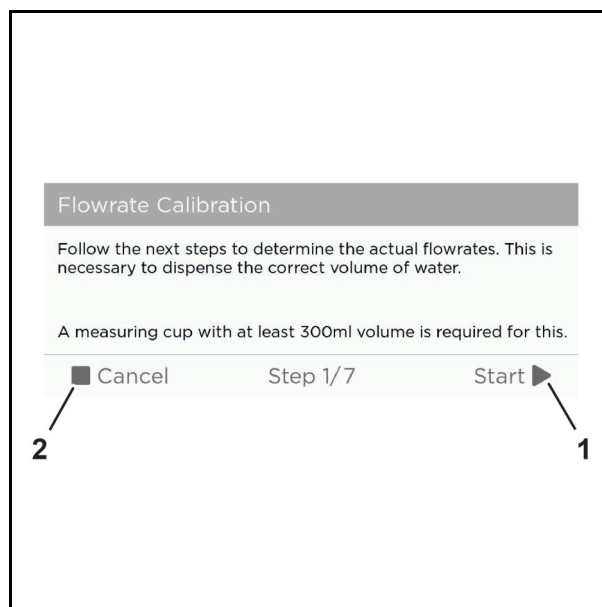 Flowrate Calibration
Follow the next steps to determine the actual flowrates. This is
necessary to dispense the correct volume of water.
A measuring cup with at least 300ml volume is required for this.
Cancel Step 1/7 Start
2 1